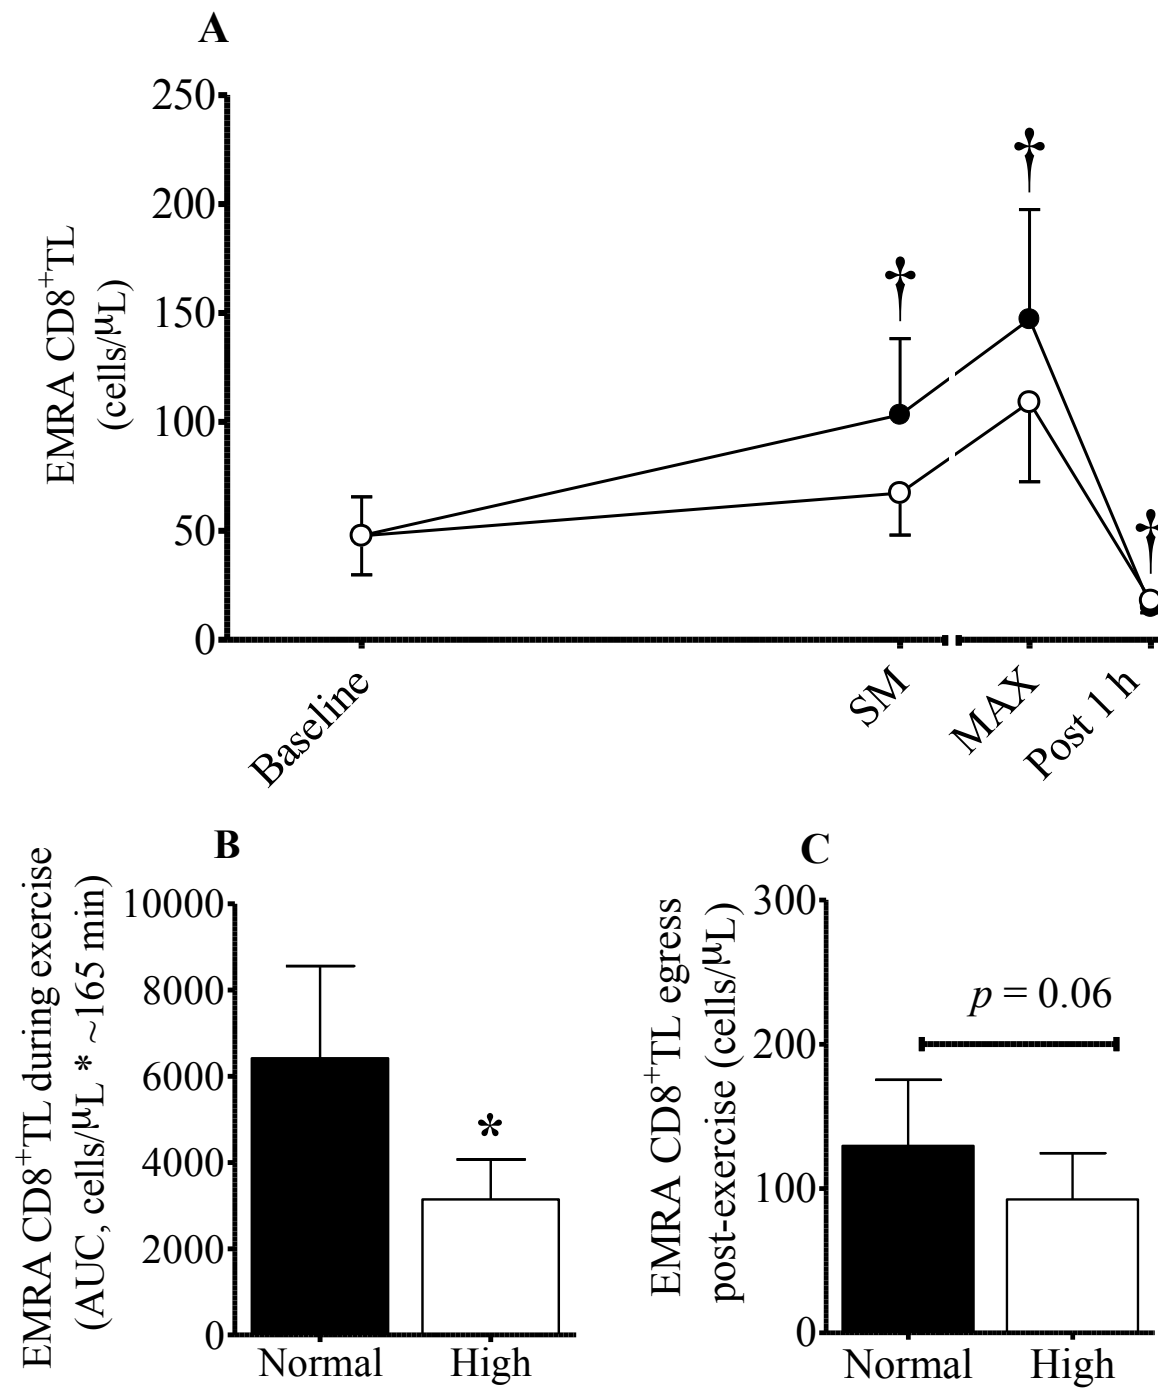 A
250
200
150
100
50
0
EMRA CD8⁺TL
(cells/µL)
†
†
†
Baseline
SM
MAX
Post 1 h
B
10000
8000
6000
4000
2000
0
EMRA CD8⁺TL during exercise
(AUC, cells/µL * ~165 min)
*
Normal
High
C
300
200
100
0
EMRA CD8⁺TL egress
post-exercise (cells/µL)
p = 0.06
Normal
High